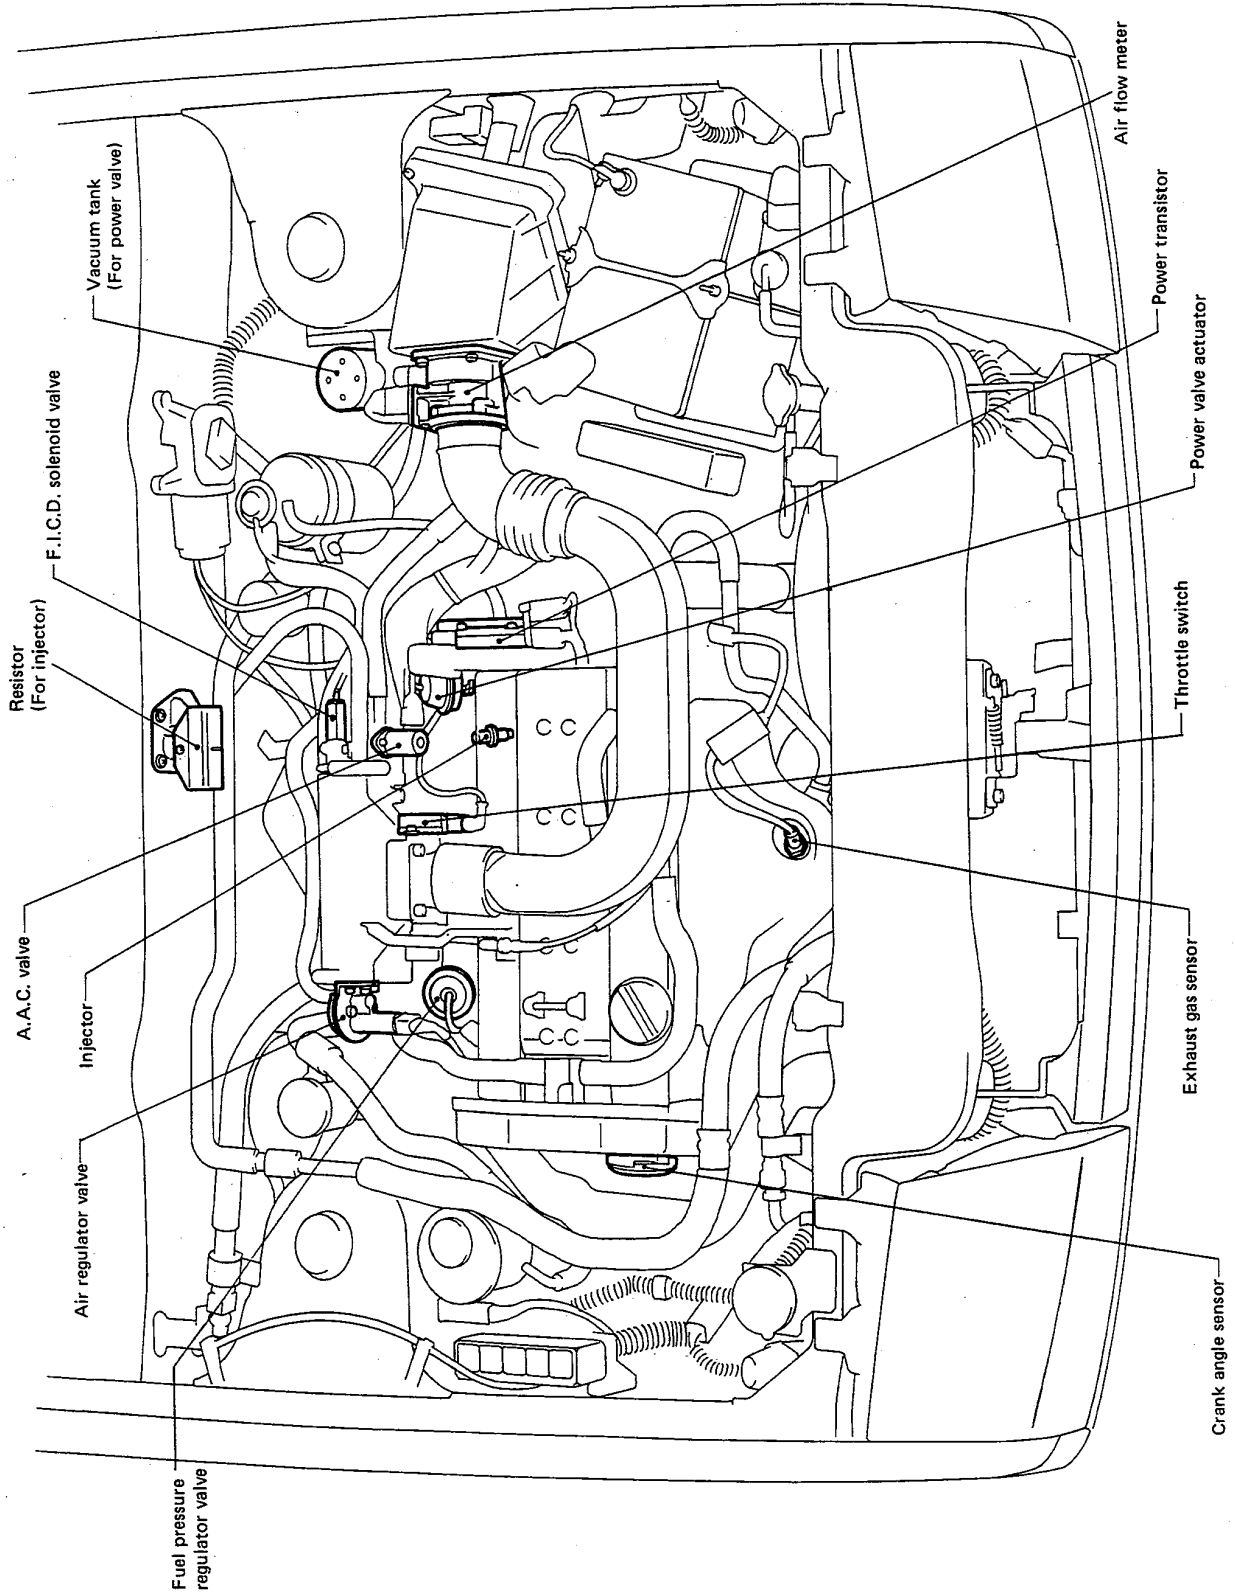 Fuel pressure
regulator valve
Air regulator valve
Injector
A.A.C. valve
Resistor
(For injector)
F.I.C.D. solenoid valve
Vacuum tank
(For power valve)
Crank angle sensor
Exhaust gas sensor
Throttle switch
Power valve actuator
Power transistor
Air flow meter